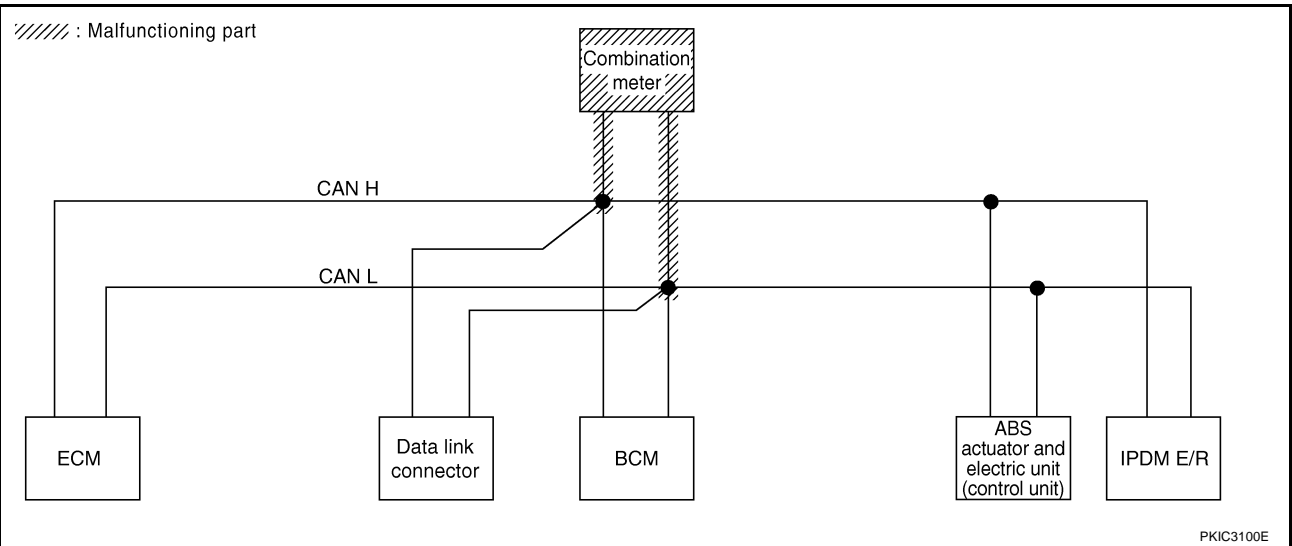 : Malfunctioning part
Combination
meter
CAN H
CAN L
ECM
Data link
connector
BCM
ABS
actuator and
electric unit
(control unit)
IPDM E/R
PKIC3100E